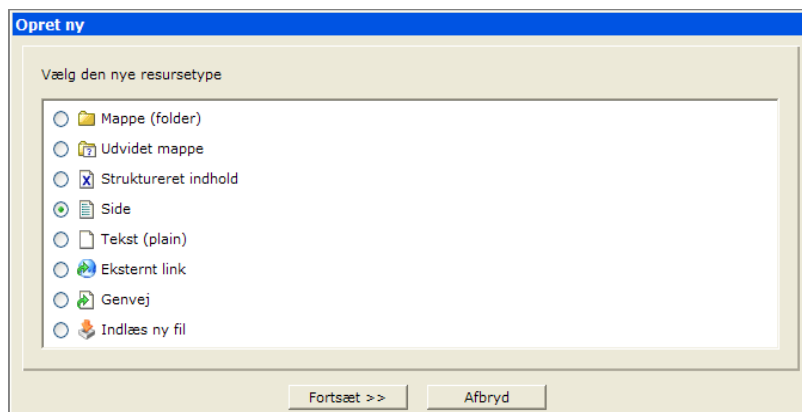 Opret ny
Vælg den nye resursetype
Mappe (folder)
Udvidet mappe
Struktureret indhold
Side
Tekst (plain)
Eksternt link
Genvej
Indlæs ny fil
Fortsæt >> Afbryd